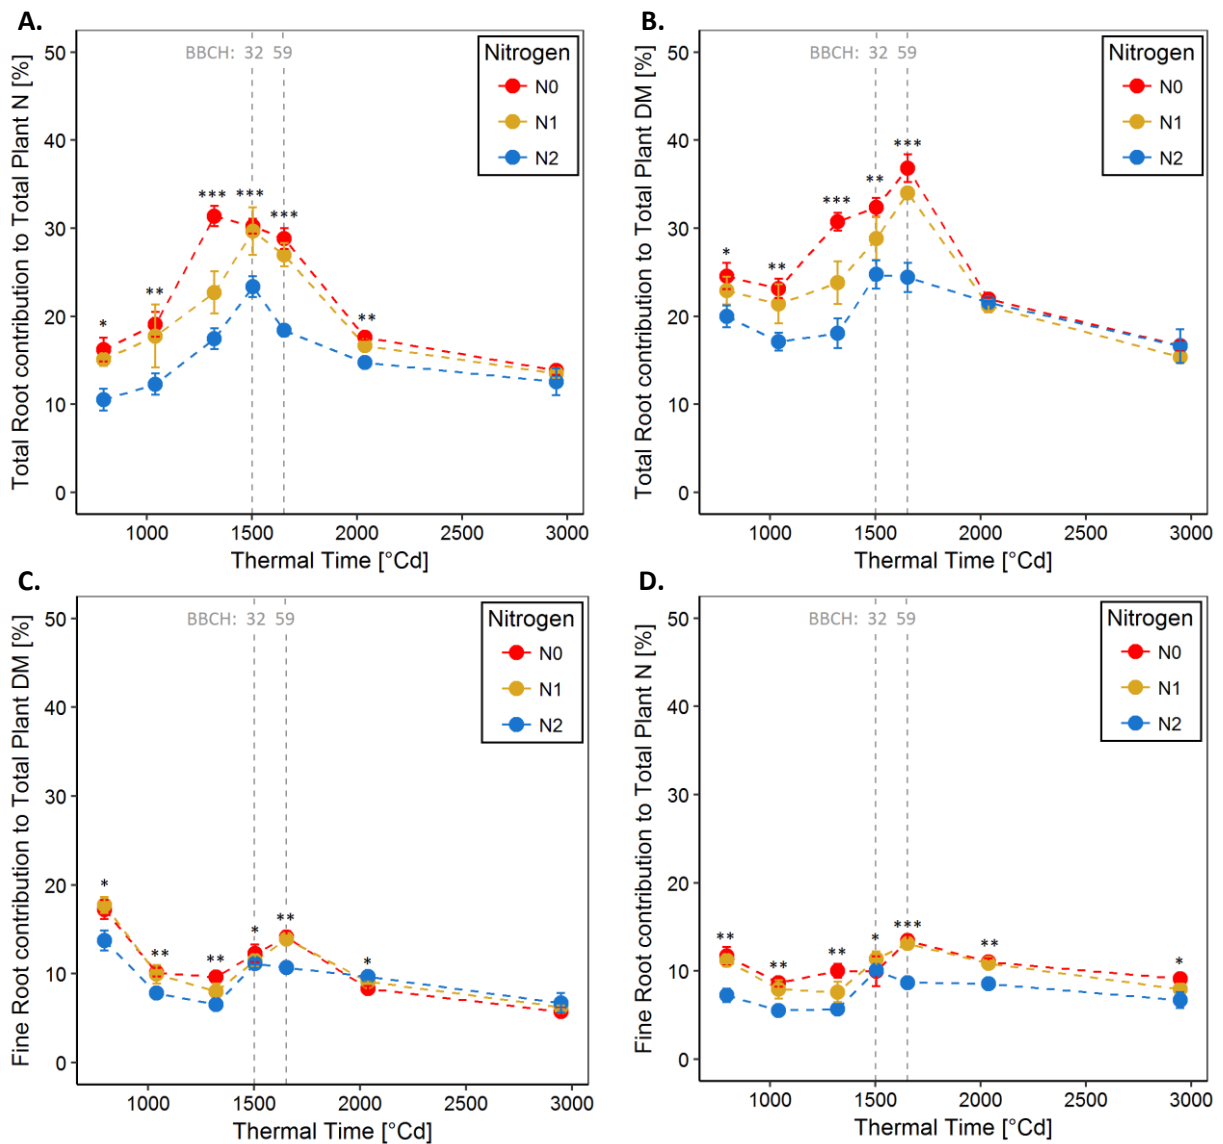 A.
Total Root contribution to Total Plant N [%]
50
40
30
20
10
0
BBCH: 32 59
Nitrogen
N0
N1
N2
*
**
***
***
***
**
1000
1500
2000
2500
3000
Thermal Time [°Cd]
B.
Total Root contribution to Total Plant DM [%]
50
40
30
20
10
0
BBCH: 32 59
Nitrogen
N0
N1
N2
*
**
***
**
***
1000
1500
2000
2500
3000
Thermal Time [°Cd]
C.
Fine Root contribution to Total Plant DM [%]
50
40
30
20
10
0
BBCH: 32 59
Nitrogen
N0
N1
N2
*
**
**
*
**
*
1000
1500
2000
2500
3000
Thermal Time [°Cd]
D.
Fine Root contribution to Total Plant N [%]
50
40
30
20
10
0
BBCH: 32 59
Nitrogen
N0
N1
N2
**
**
**
*
***
**
*
1000
1500
2000
2500
3000
Thermal Time [°Cd]